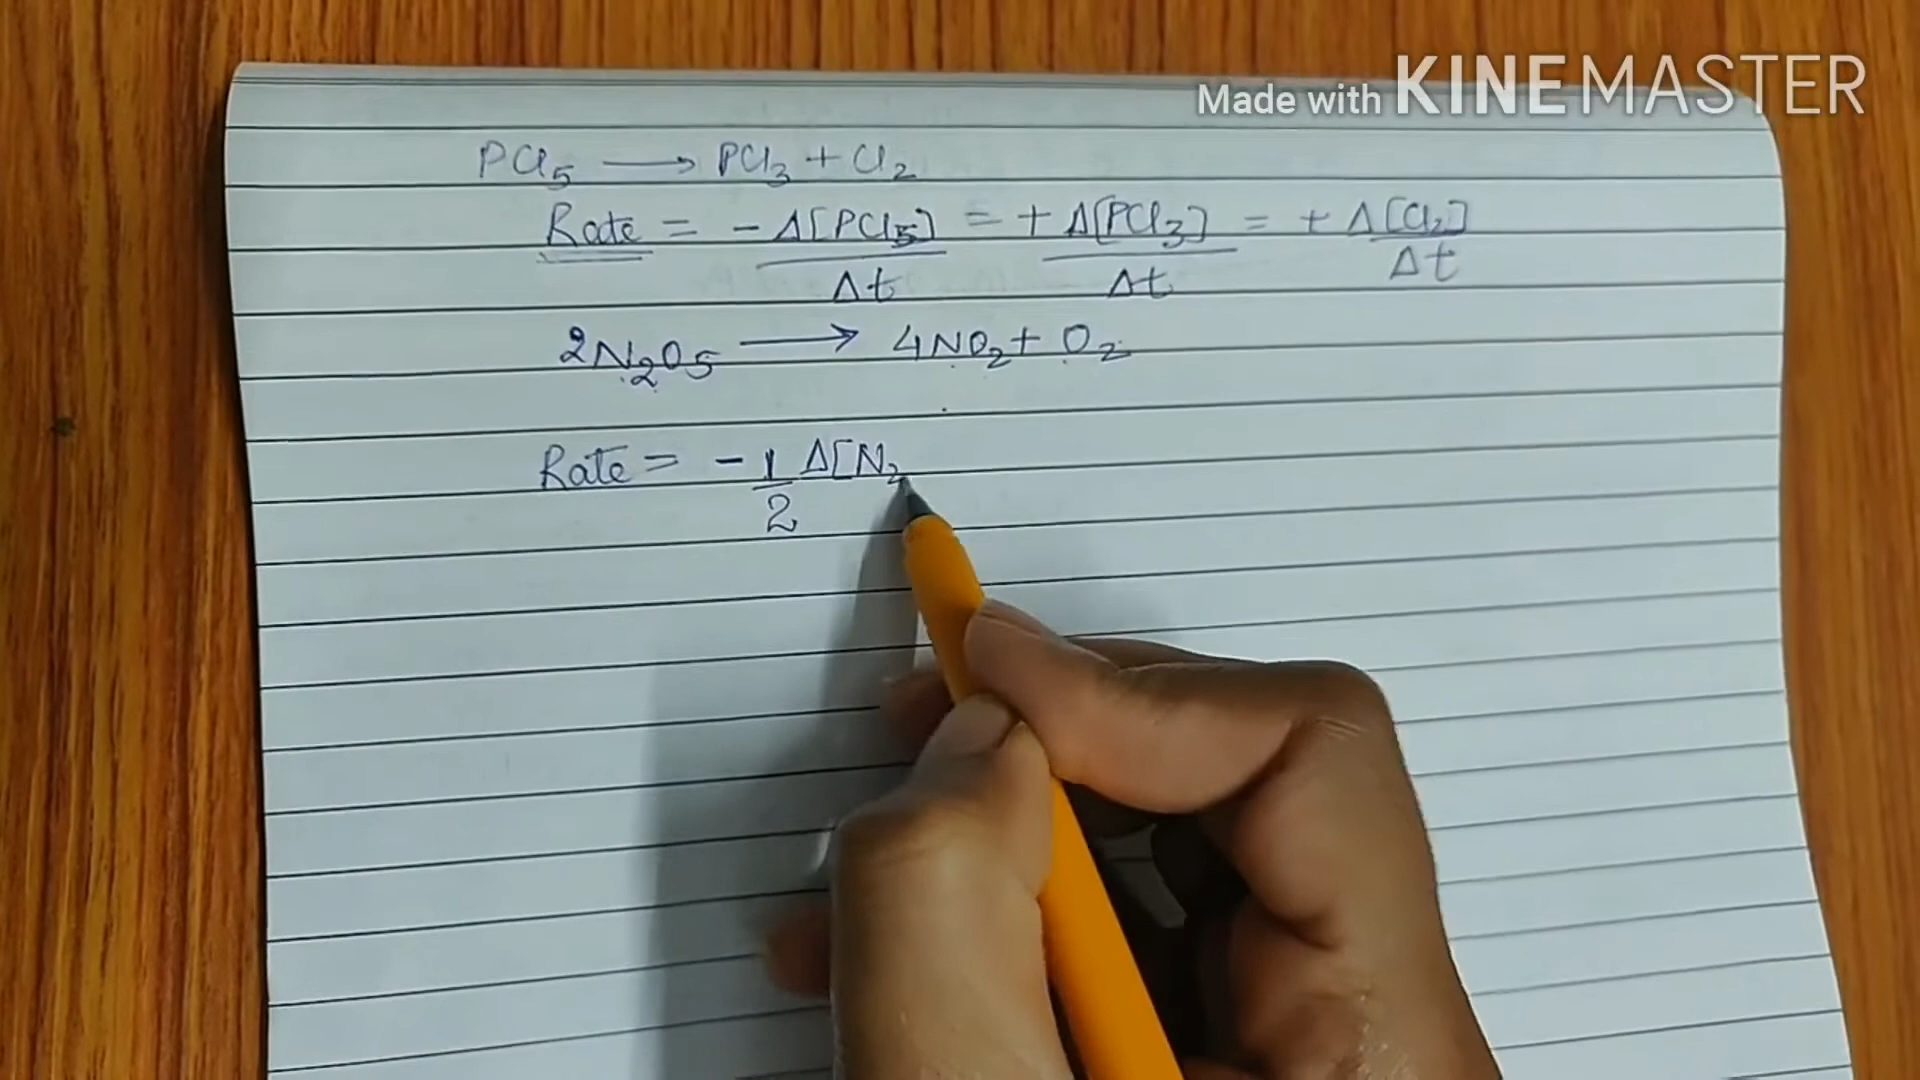 Made with KINEMASTER
PCl5 ⟶ PCl3 + Cl2
Rate = - Δ[PCl5] / Δt = + Δ[PCl3] / Δt = + Δ[Cl2] / Δt
2N2O5 ⟶ 4NO2 + O2
Rate = - 1/2 Δ[N2